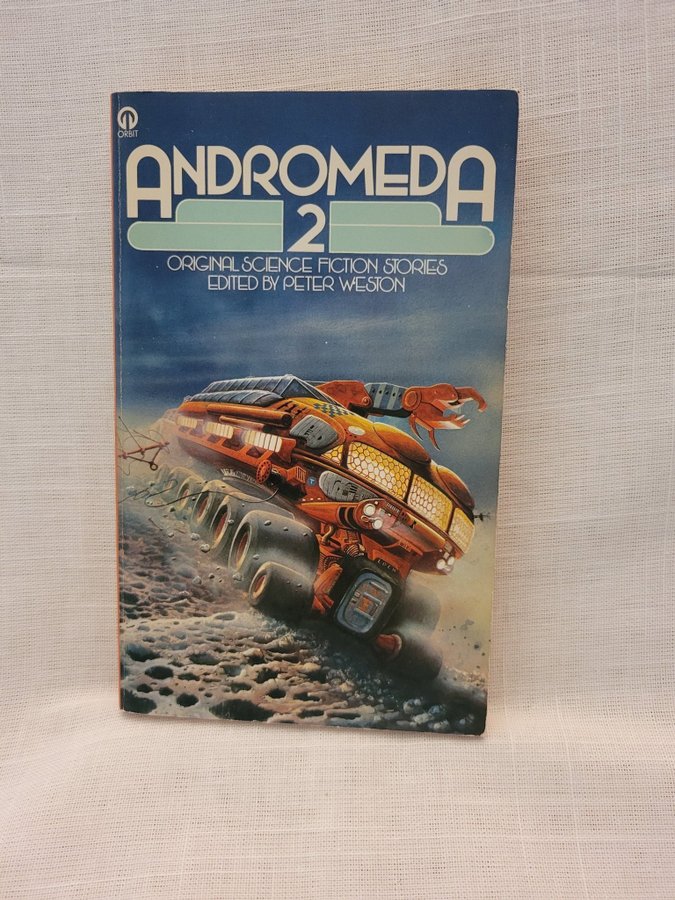 ORBIT
ANDROMEDA
2
ORIGINAL SCIENCE FICTION STORIES
EDITED BY PETER WESTON